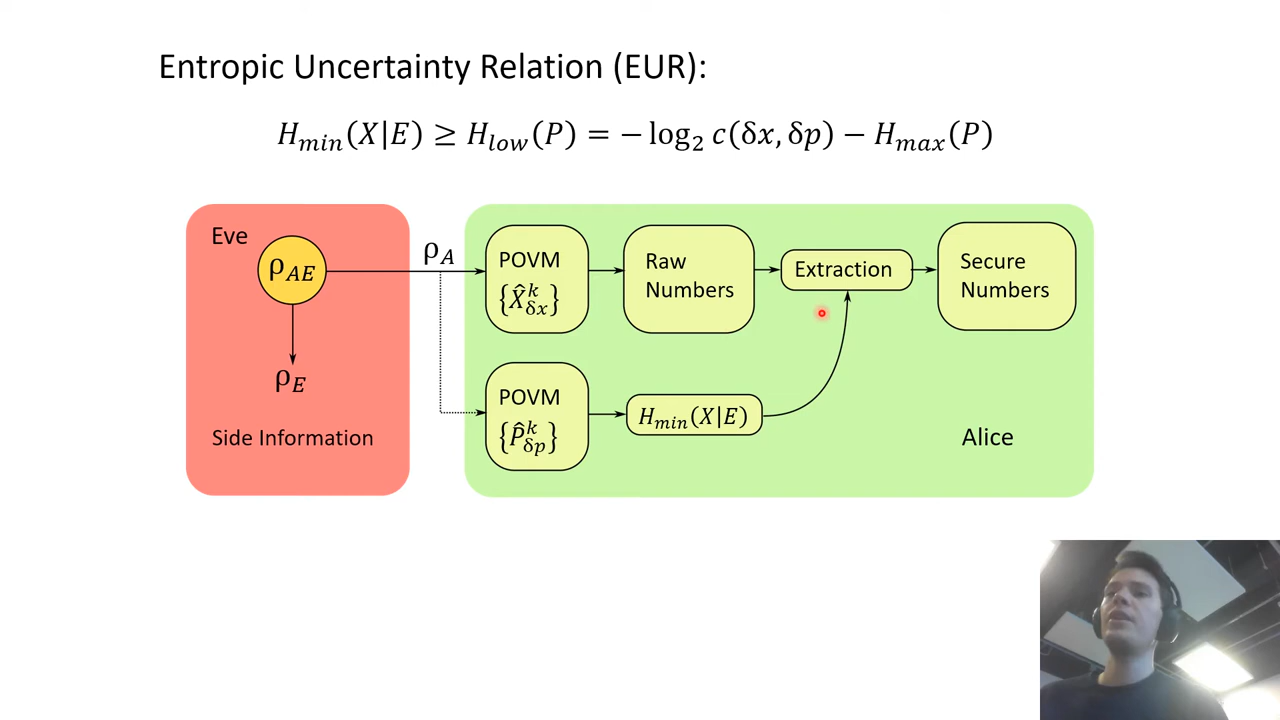 Entropic Uncertainty Relation (EUR):
H_min(X|E) ≥ H_low(P) = − log₂ c(δx, δp) − H_max(P)
Eve
ρ_AE
ρ_E
Side Information
ρ_A
POVM
{X̂^k_δx}
Raw
Numbers
Extraction
Secure
Numbers
POVM
{P̂^k_δp}
H_min(X|E)
Alice